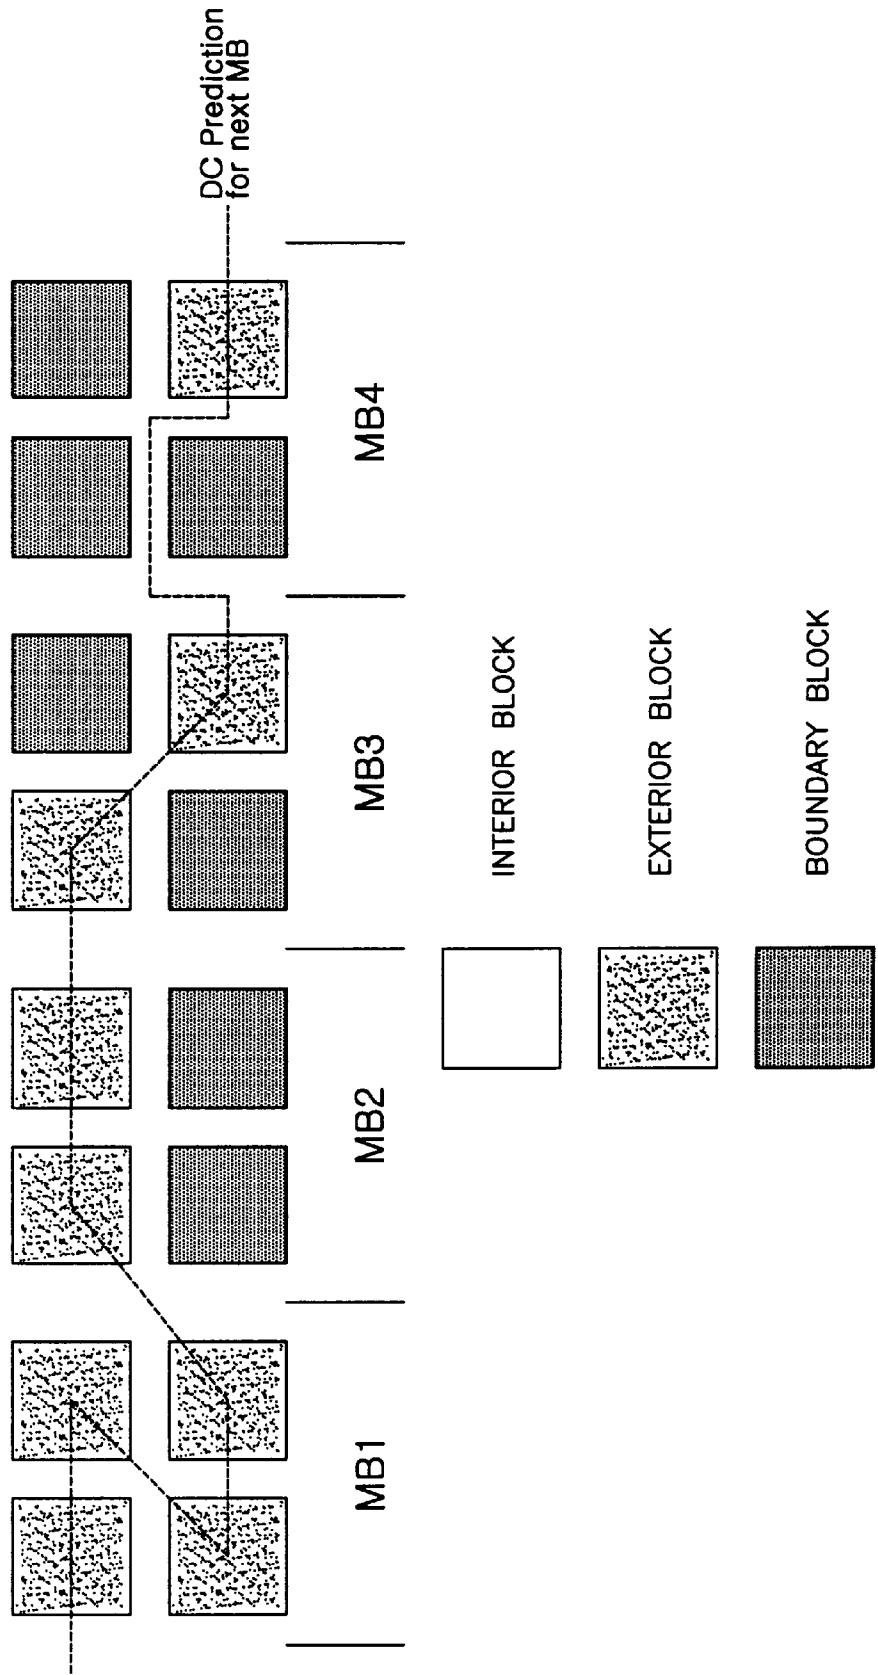 DC Prediction
for next MB
MB1
MB2
MB3
MB4
INTERIOR BLOCK
EXTERIOR BLOCK
BOUNDARY BLOCK